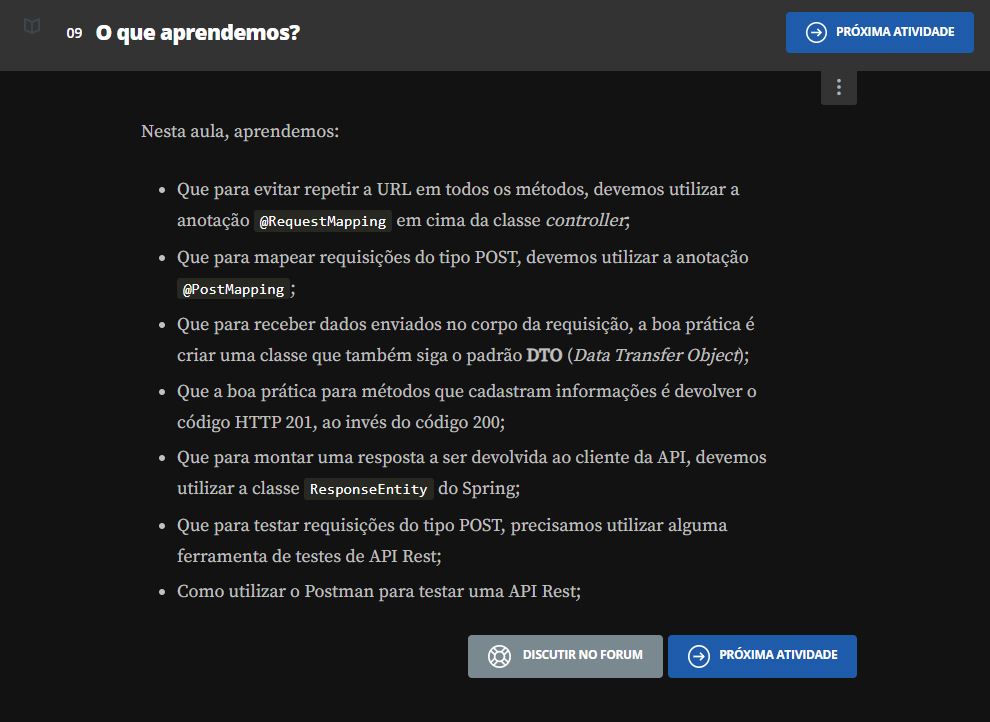 09 O que aprendemos?
PRÓXIMA ATIVIDADE
Nesta aula, aprendemos:
Que para evitar repetir a URL em todos os métodos, devemos utilizar a
anotação @RequestMapping em cima da classe controller;
Que para mapear requisições do tipo POST, devemos utilizar a anotação
@PostMapping ;
Que para receber dados enviados no corpo da requisição, a boa prática é
criar uma classe que também siga o padrão DTO (Data Transfer Object);
Que a boa prática para métodos que cadastram informações é devolver o
código HTTP 201, ao invés do código 200;
Que para montar uma resposta a ser devolvida ao cliente da API, devemos
utilizar a classe ResponseEntity do Spring;
Que para testar requisições do tipo POST, precisamos utilizar alguma
ferramenta de testes de API Rest;
Como utilizar o Postman para testar uma API Rest;
DISCUTIR NO FORUM
PRÓXIMA ATIVIDADE